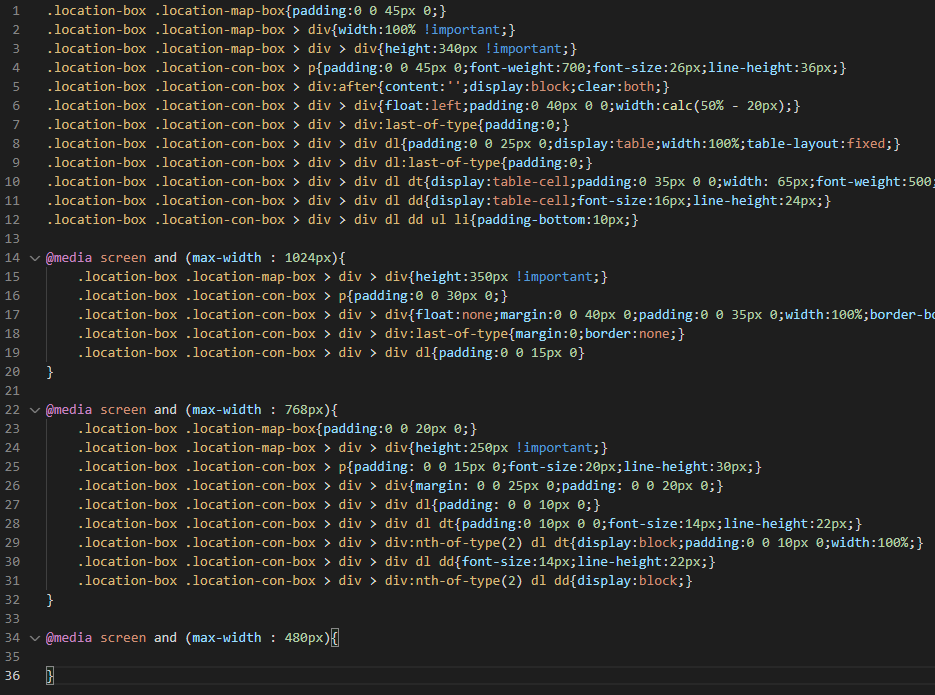 1 .location-box .location-map-box{padding:0 0 45px 0;}
2 .location-box .location-map-box > div{width:100% !important;}
3 .location-box .location-map-box > div > div{height:340px !important;}
4 .location-box .location-con-box > p{padding:0 0 45px 0;font-weight:700;font-size:26px;line-height:36px;}
5 .location-box .location-con-box > div:after{content:'';display:block;clear:both;}
6 .location-box .location-con-box > div > div{float:left;padding:0 40px 0 0;width:calc(50% - 20px);}
7 .location-box .location-con-box > div > div:last-of-type{padding:0;}
8 .location-box .location-con-box > div > div dl{padding:0 0 25px 0;display:table;width:100%;table-layout:fixed;}
9 .location-box .location-con-box > div > div dl:last-of-type{padding:0;}
10 .location-box .location-con-box > div > div dl dt{display:table-cell;padding:0 35px 0 0;width: 65px;font-weight:500;
11 .location-box .location-con-box > div > div dl dd{display:table-cell;font-size:16px;line-height:24px;}
12 .location-box .location-con-box > div > div dl dd ul li{padding-bottom:10px;}
13
14 @media screen and (max-width : 1024px){
15 .location-box .location-map-box > div > div{height:350px !important;}
16 .location-box .location-con-box > p{padding:0 0 30px 0;}
17 .location-box .location-con-box > div > div{float:none;margin:0 0 40px 0;padding:0 0 35px 0;width:100%;border-bo
18 .location-box .location-con-box > div > div:last-of-type{margin:0;border:none;}
19 .location-box .location-con-box > div > div dl{padding:0 0 15px 0}
20 }
21
22 @media screen and (max-width : 768px){
23 .location-box .location-map-box{padding:0 0 20px 0;}
24 .location-box .location-map-box > div > div{height:250px !important;}
25 .location-box .location-con-box > p{padding: 0 0 15px 0;font-size:20px;line-height:30px;}
26 .location-box .location-con-box > div > div{margin: 0 0 25px 0;padding: 0 0 20px 0;}
27 .location-box .location-con-box > div > div dl{padding: 0 0 10px 0;}
28 .location-box .location-con-box > div > div dl dt{padding:0 10px 0 0;font-size:14px;line-height:22px;}
29 .location-box .location-con-box > div > div:nth-of-type(2) dl dt{display:block;padding:0 0 10px 0;width:100%;}
30 .location-box .location-con-box > div > div dl dd{font-size:14px;line-height:22px;}
31 .location-box .location-con-box > div > div:nth-of-type(2) dl dd{display:block;}
32 }
33
34 @media screen and (max-width : 480px){
35
36 }